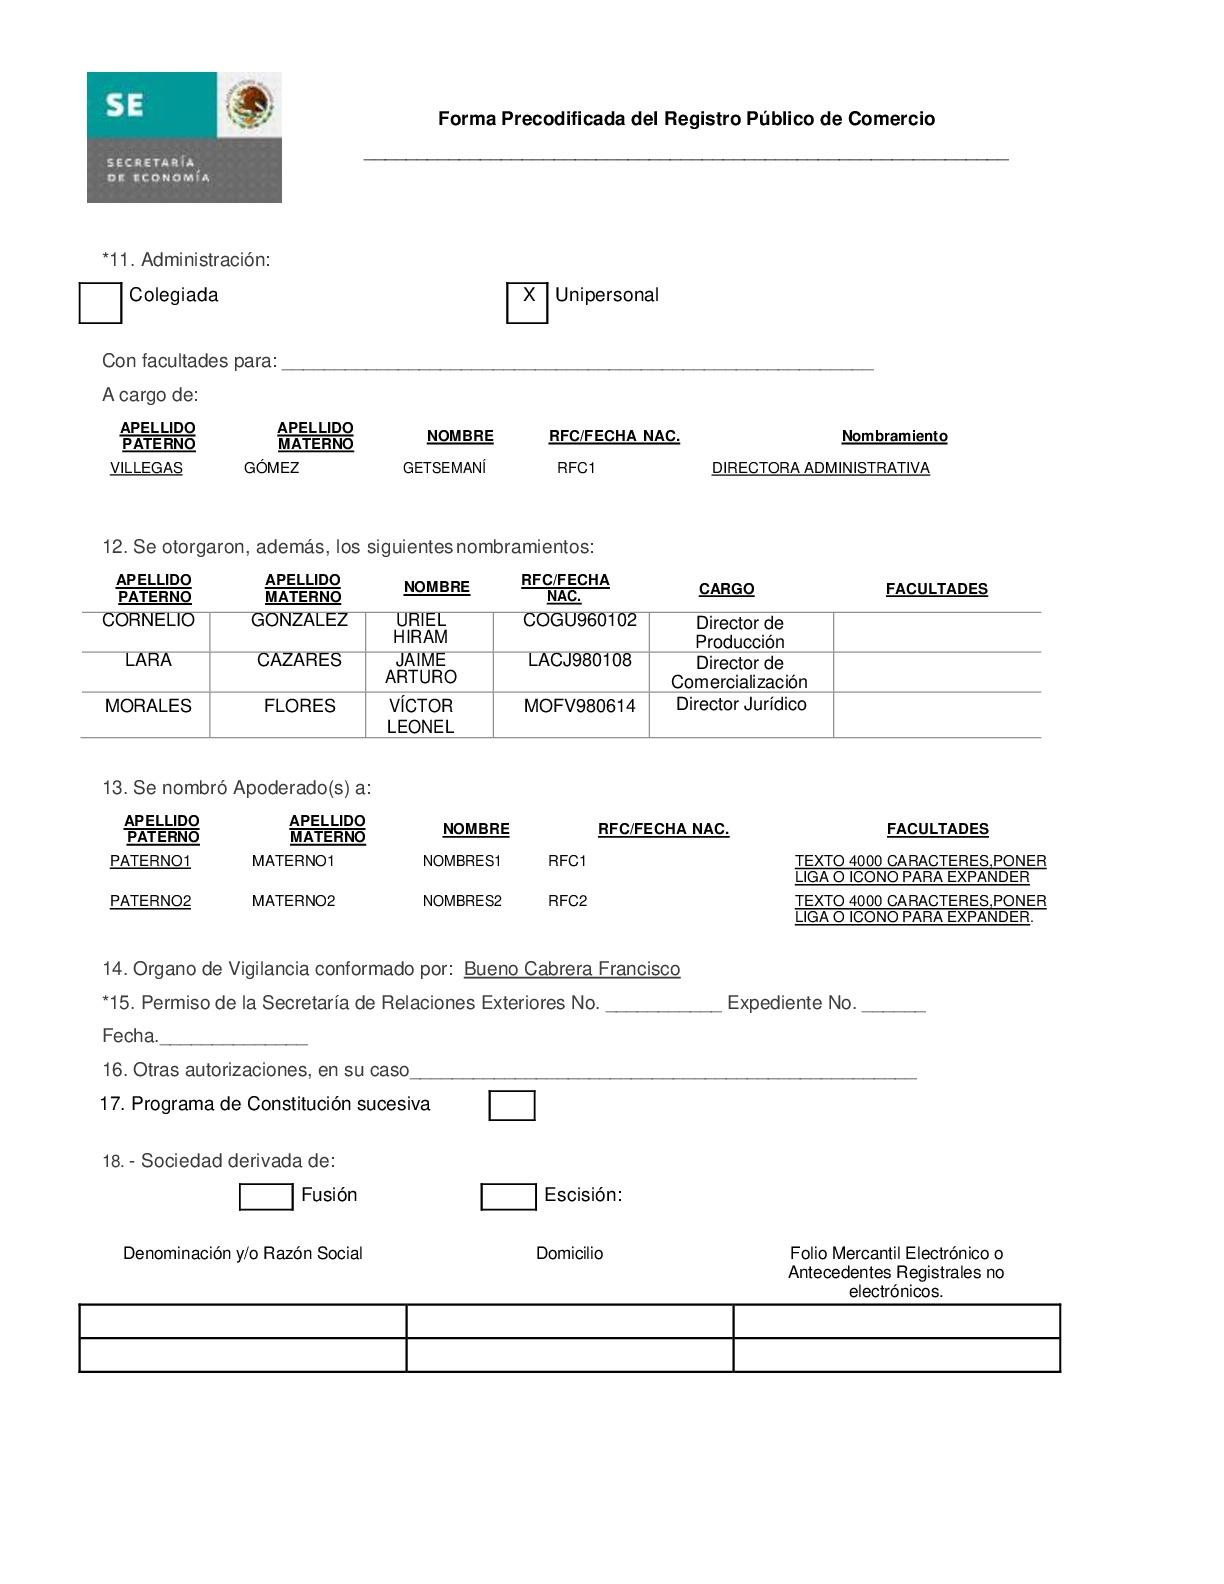 SE
SECRETARÍA
DE ECONOMÍA
Forma Precodificada del Registro Público de Comercio
*11. Administración:
Colegiada X Unipersonal
Con facultades para: ________________________________________________________
A cargo de:
APELLIDO PATERNO APELLIDO MATERNO NOMBRE RFC/FECHA NAC. Nombramiento
VILLEGAS GÓMEZ GETSEMANÍ RFC1 DIRECTORA ADMINISTRATIVA
12. Se otorgaron, además, los siguientes nombramientos:
APELLIDO PATERNO APELLIDO MATERNO NOMBRE RFC/FECHA NAC. CARGO FACULTADES
CORNELIO GONZALEZ URIEL HIRAM COGU960102 Director de Producción
LARA CAZARES JAIME ARTURO LACJ980108 Director de Comercialización
MORALES FLORES VÍCTOR LEONEL MOFV980614 Director Jurídico
13. Se nombró Apoderado(s) a:
APELLIDO PATERNO APELLIDO MATERNO NOMBRE RFC/FECHA NAC. FACULTADES
PATERNO1 MATERNO1 NOMBRES1 RFC1 TEXTO 4000 CARACTERES,PONER
LIGA O ICONO PARA EXPANDER
PATERNO2 MATERNO2 NOMBRES2 RFC2 TEXTO 4000 CARACTERES,PONER
LIGA O ICONO PARA EXPANDER.
14. Organo de Vigilancia conformado por: Bueno Cabrera Francisco
*15. Permiso de la Secretaría de Relaciones Exteriores No. ___________ Expediente No. ______
Fecha.______________
16. Otras autorizaciones, en su caso________________________________________________
17. Programa de Constitución sucesiva
18. - Sociedad derivada de:
Fusión Escisión:
Denominación y/o Razón Social Domicilio Folio Mercantil Electrónico o
Antecedentes Registrales no
electrónicos.